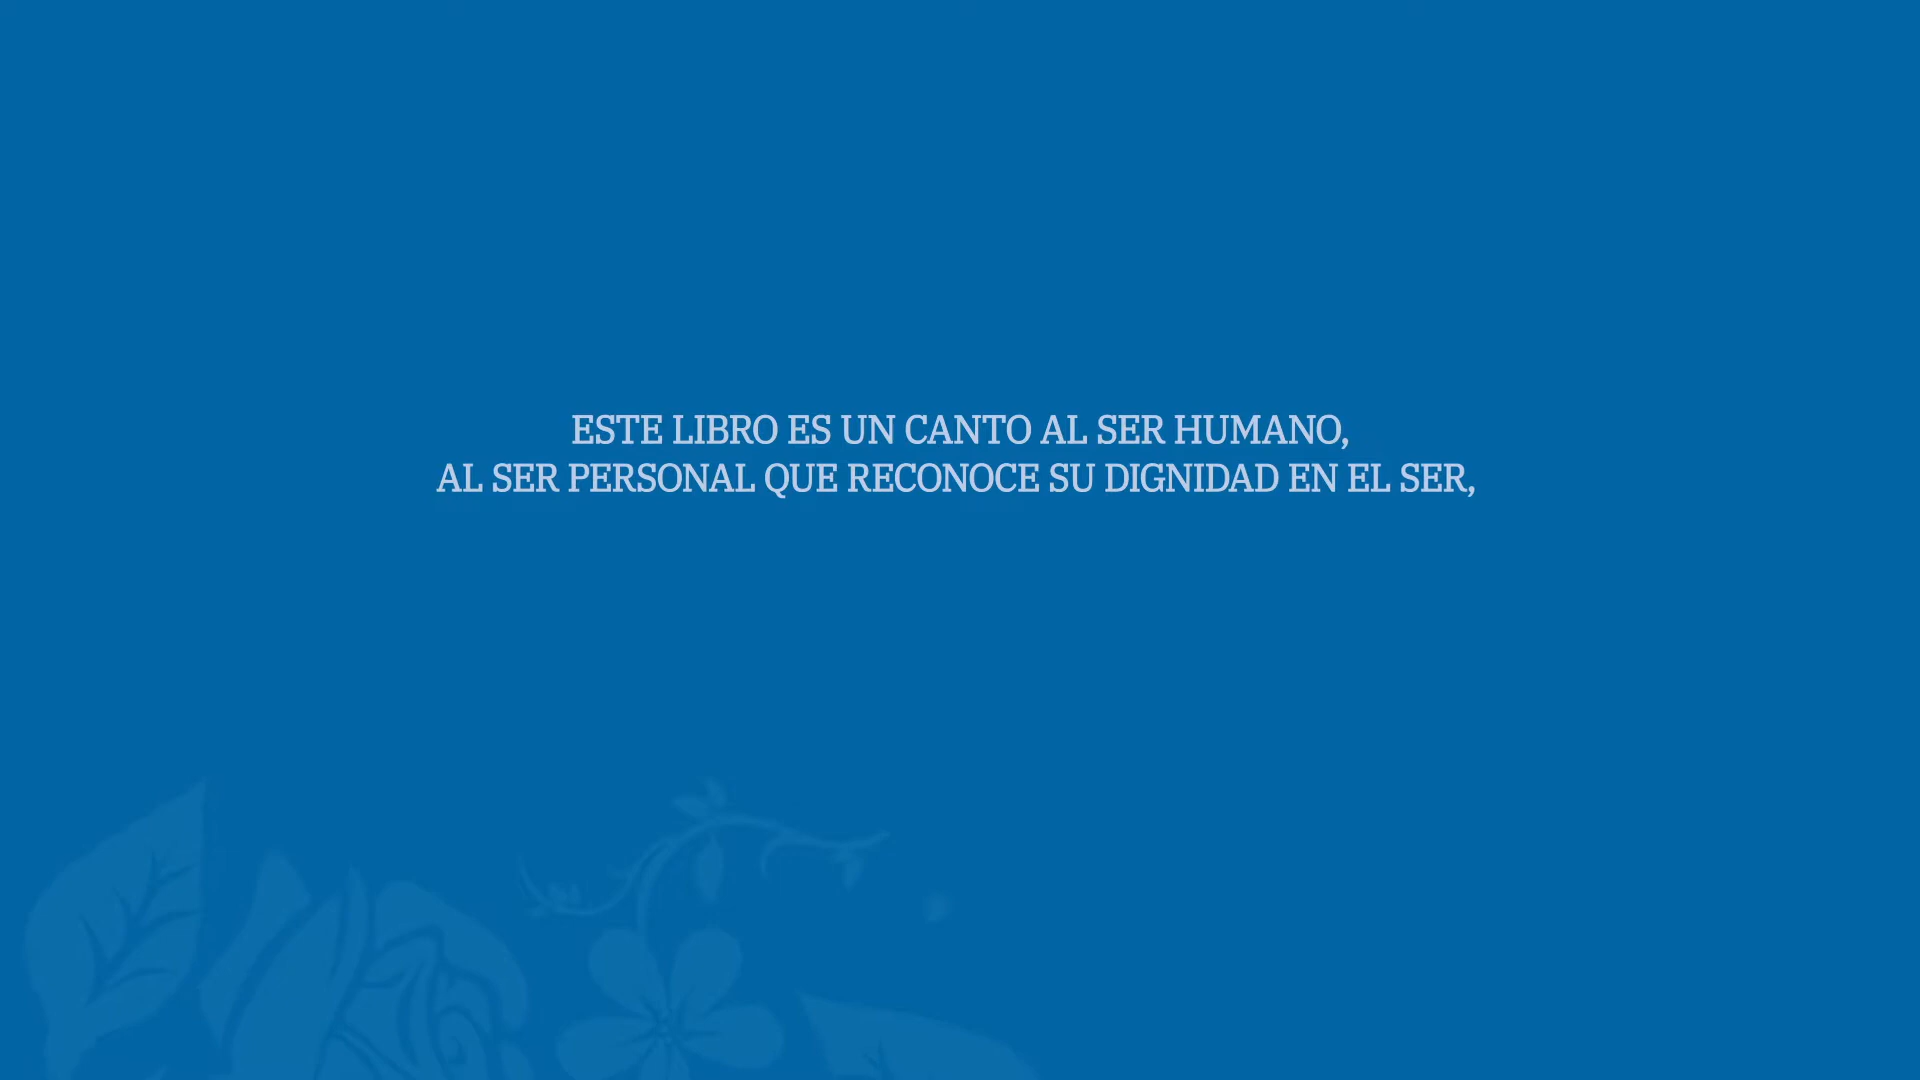 ESTE LIBRO ES UN CANTO AL SER HUMANO,
AL SER PERSONAL QUE RECONOCE SU DIGNIDAD EN EL SER,